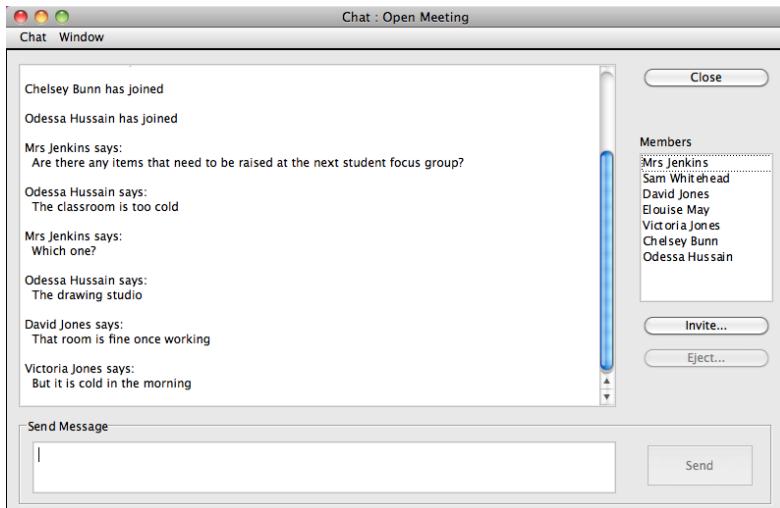 Chat : Open Meeting
Chat Window
Chelsey Bunn has joined
Odessa Hussain has joined
Mrs Jenkins says:
Are there any items that need to be raised at the next student focus group?
Odessa Hussain says:
The classroom is too cold
Mrs Jenkins says:
Which one?
Odessa Hussain says:
The drawing studio
David Jones says:
That room is fine once working
Victoria Jones says:
But it is cold in the morning
Close
Members
Mrs Jenkins
Sam Whitehead
David Jones
Elouise May
Victoria Jones
Chelsey Bunn
Odessa Hussain
Invite...
Eject...
Send Message
Send